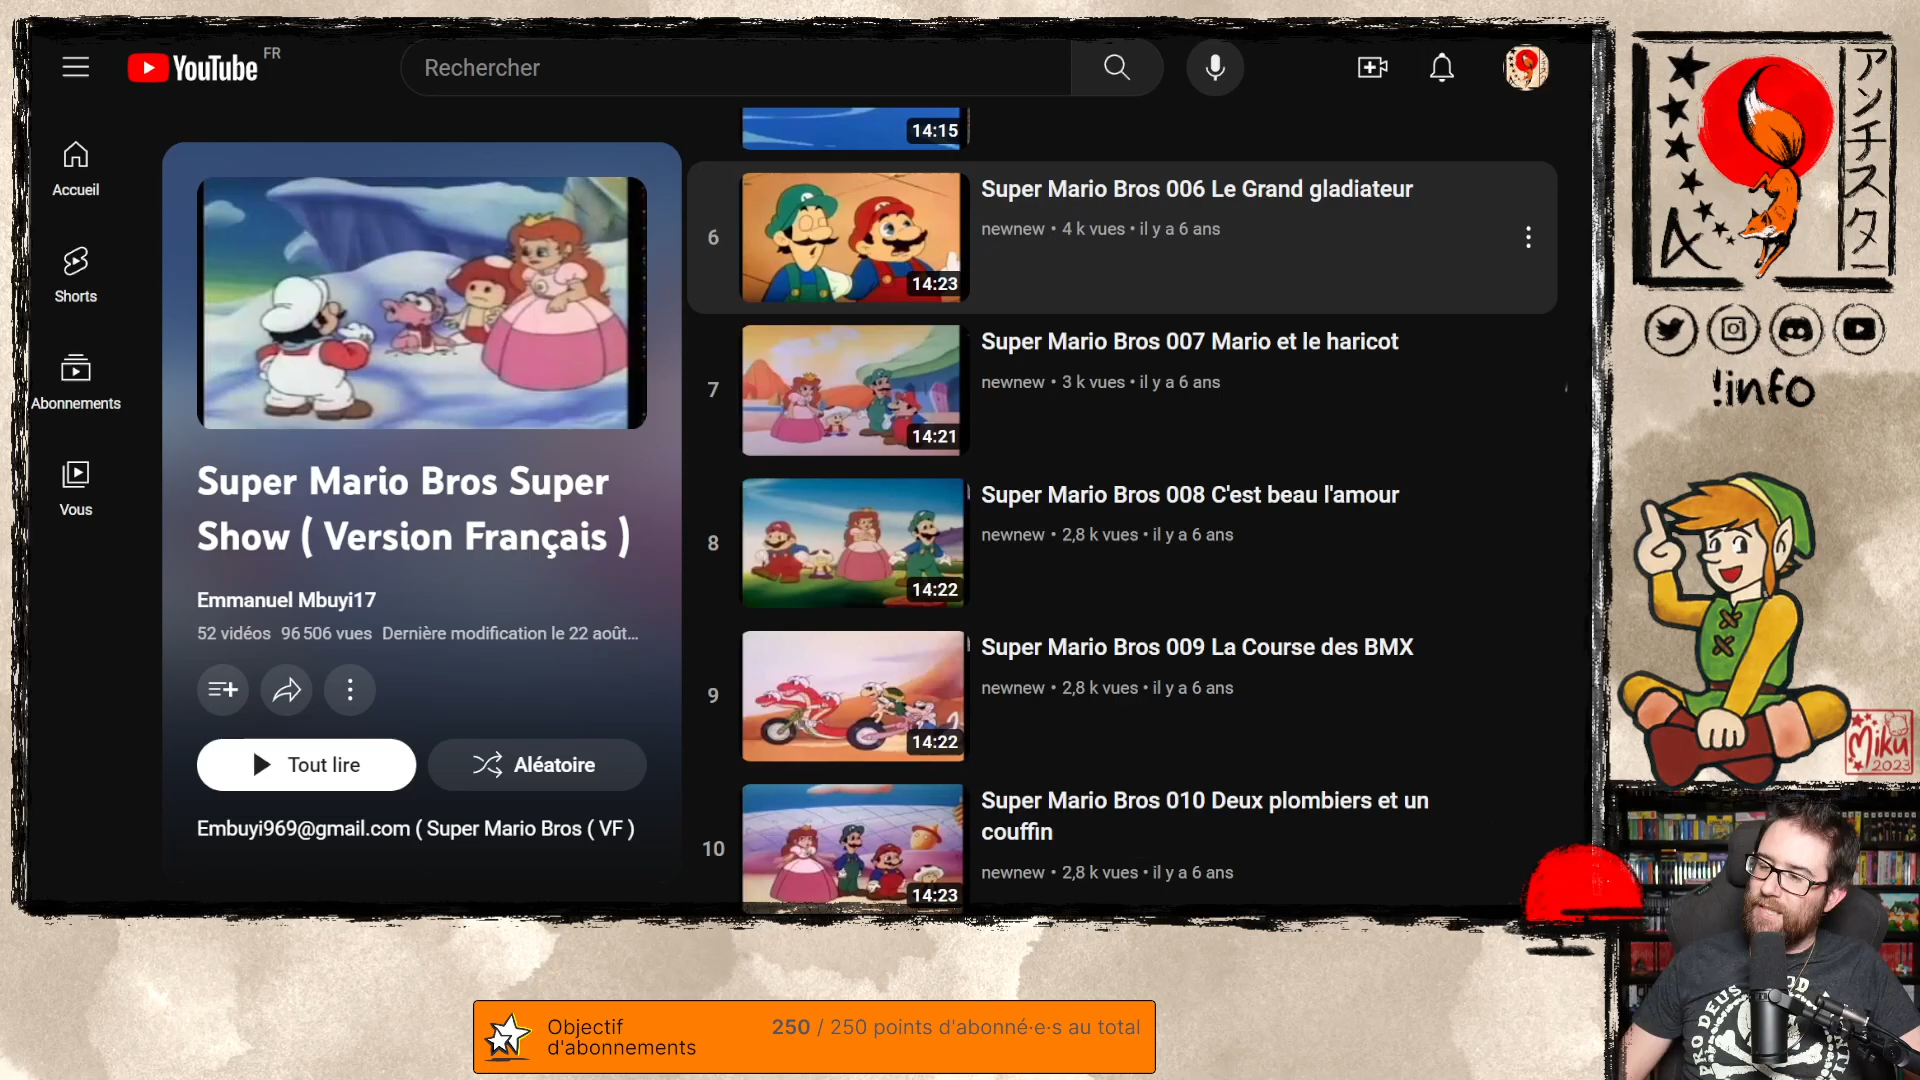 YouTube FR
Rechercher
Accueil
Shorts
Abonnements
Vous
Super Mario Bros Super
Show ( Version Français )
Emmanuel Mbuyi17
52 vidéos 96 506 vues Dernière modification le 22 août...
Tout lire
Aléatoire
Embuyi969@gmail.com ( Super Mario Bros ( VF )
14:15
6
14:23
Super Mario Bros 006 Le Grand gladiateur
newnew • 4 k vues • il y a 6 ans
7
14:21
Super Mario Bros 007 Mario et le haricot
newnew • 3 k vues • il y a 6 ans
8
14:22
Super Mario Bros 008 C'est beau l'amour
newnew • 2,8 k vues • il y a 6 ans
9
14:22
Super Mario Bros 009 La Course des BMX
newnew • 2,8 k vues • il y a 6 ans
10
14:23
Super Mario Bros 010 Deux plombiers et un
couffin
newnew • 2,8 k vues • il y a 6 ans
アンチスター
!info
Miku
2023
Objectif
d'abonnements
250 / 250 points d'abonné·e·s au total